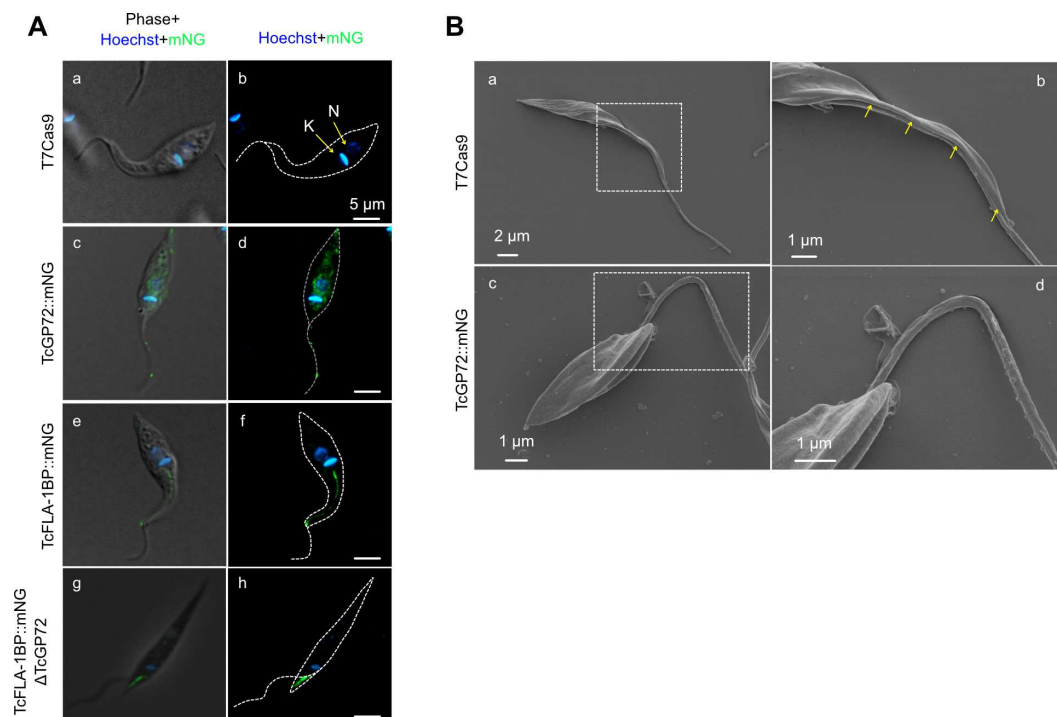 A
Phase+
Hoechst+mNG
Hoechst+mNG
T7Cas9
a
b
K
N
5 µm
TcGP72::mNG
c
d
TcFLA-1BP::mNG
e
f
TcFLA-1BP::mNG
ΔTcGP72
g
h
B
T7Cas9
a
2 µm
b
1 µm
TcGP72::mNG
c
1 µm
d
1 µm